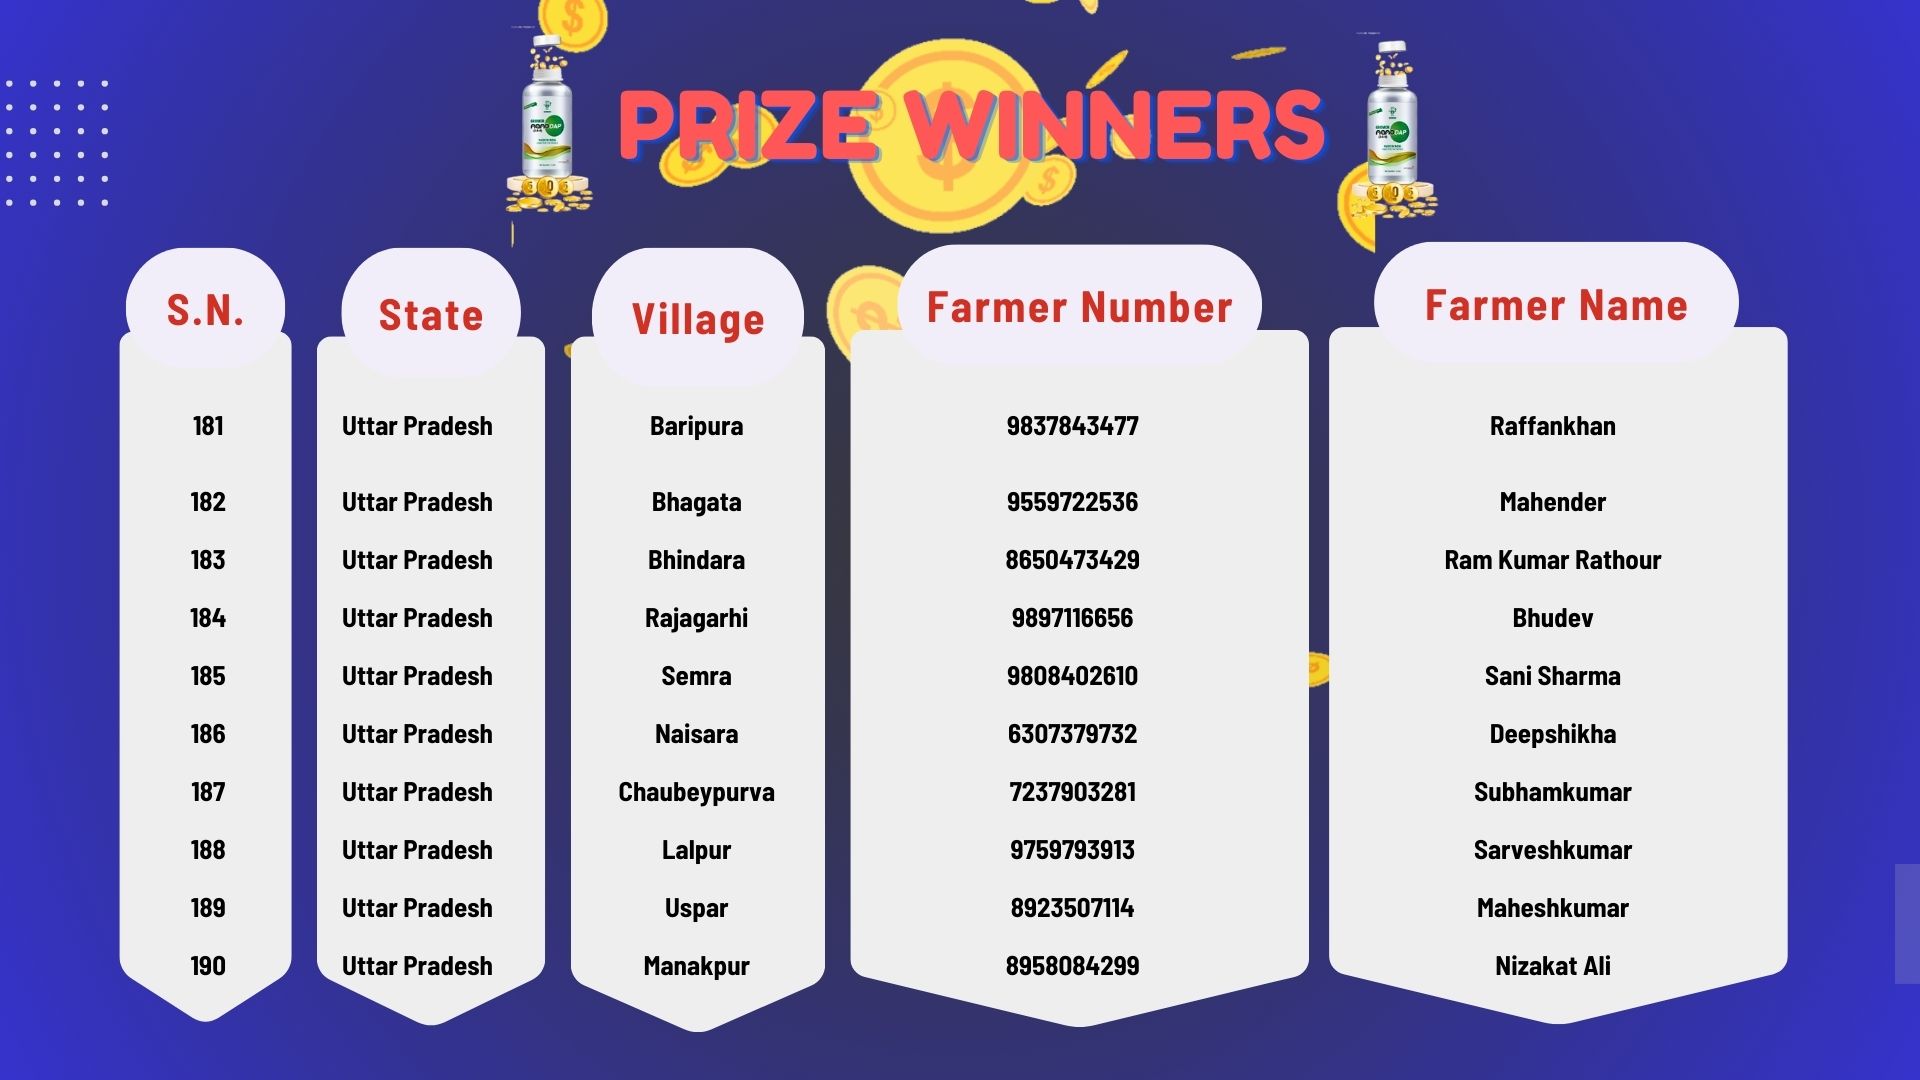 PRIZE WINNERS
S.N. State Village Farmer Number Farmer Name
181 Uttar Pradesh Baripura 9837843477 Raffankhan
182 Uttar Pradesh Bhagata 9559722536 Mahender
183 Uttar Pradesh Bhindara 8650473429 Ram Kumar Rathour
184 Uttar Pradesh Rajagarhi 9897116656 Bhudev
185 Uttar Pradesh Semra 9808402610 Sani Sharma
186 Uttar Pradesh Naisara 6307379732 Deepshikha
187 Uttar Pradesh Chaubeypurva 7237903281 Subhamkumar
188 Uttar Pradesh Lalpur 9759793913 Sarveshkumar
189 Uttar Pradesh Uspar 8923507114 Maheshkumar
190 Uttar Pradesh Manakpur 8958084299 Nizakat Ali